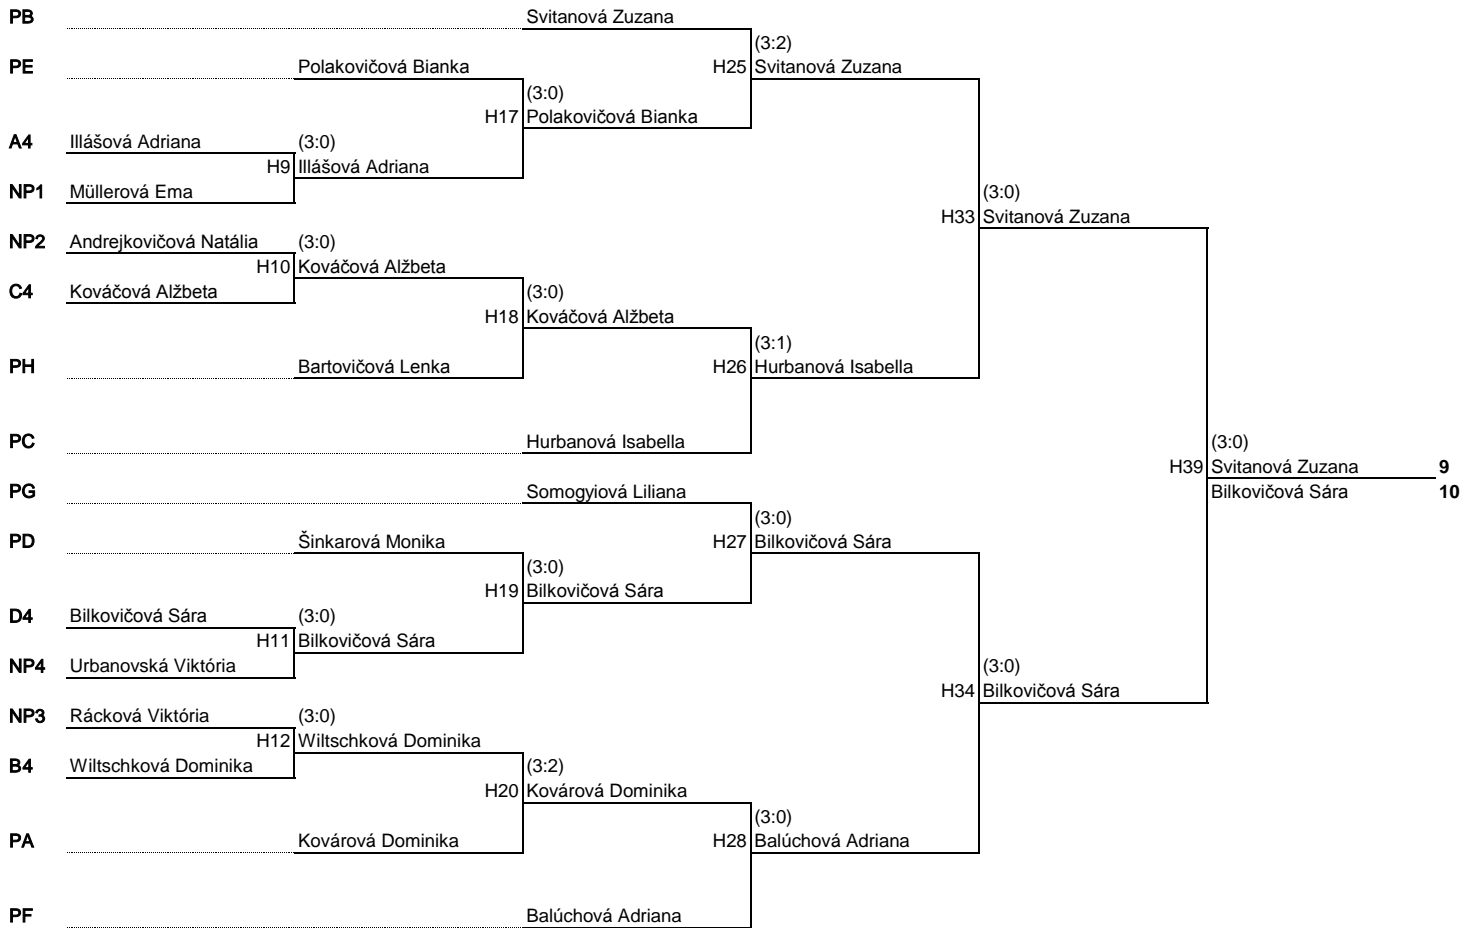 PB Svitanová Zuzana
(3:2)
PE Polakovičová Bianka H25 Svitanová Zuzana
(3:0)
H17 Polakovičová Bianka
A4 Illášová Adriana (3:0)
H9 Illášová Adriana
NP1 Müllerová Ema (3:0)
H33 Svitanová Zuzana
NP2 Andrejkovičová Natália (3:0)
H10 Kováčová Alžbeta
C4 Kováčová Alžbeta (3:0)
H18 Kováčová Alžbeta
(3:1)
PH Bartovičová Lenka H26 Hurbanová Isabella
PC Hurbanová Isabella (3:0)
H39 Svitanová Zuzana 9
PG Somogyiová Liliana Bilkovičová Sára 10
(3:0)
PD Šinkarová Monika H27 Bilkovičová Sára
(3:0)
H19 Bilkovičová Sára
D4 Bilkovičová Sára (3:0)
H11 Bilkovičová Sára
NP4 Urbanovská Viktória (3:0)
H34 Bilkovičová Sára
NP3 Rácková Viktória (3:0)
H12 Wiltschková Dominika
B4 Wiltschková Dominika (3:2)
H20 Kovárová Dominika
(3:0)
PA Kovárová Dominika H28 Balúchová Adriana
PF Balúchová Adriana